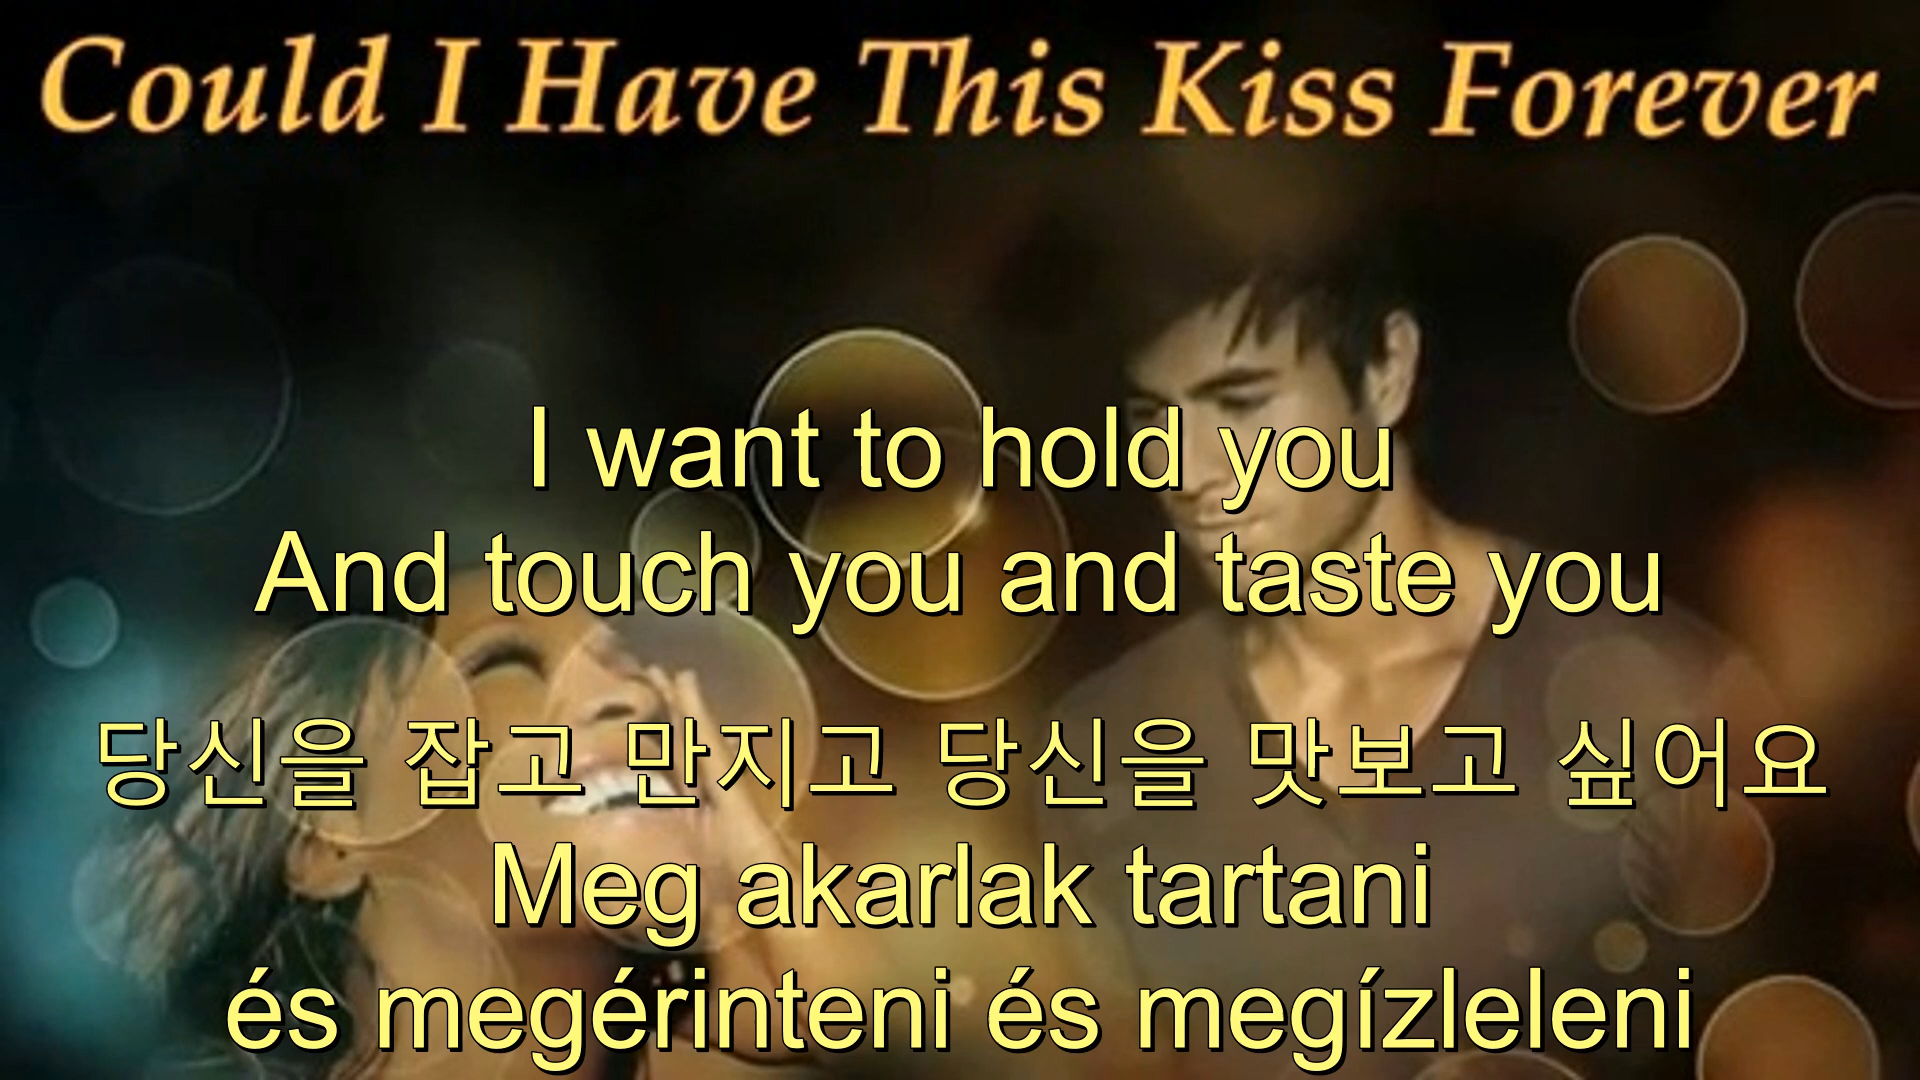 Could I Have This Kiss Forever
I want to hold you
And touch you and taste you
당신을 잡고 만지고 당신을 맛보고 싶어요
Meg akarlak tartani
és megérinteni és megízleleni